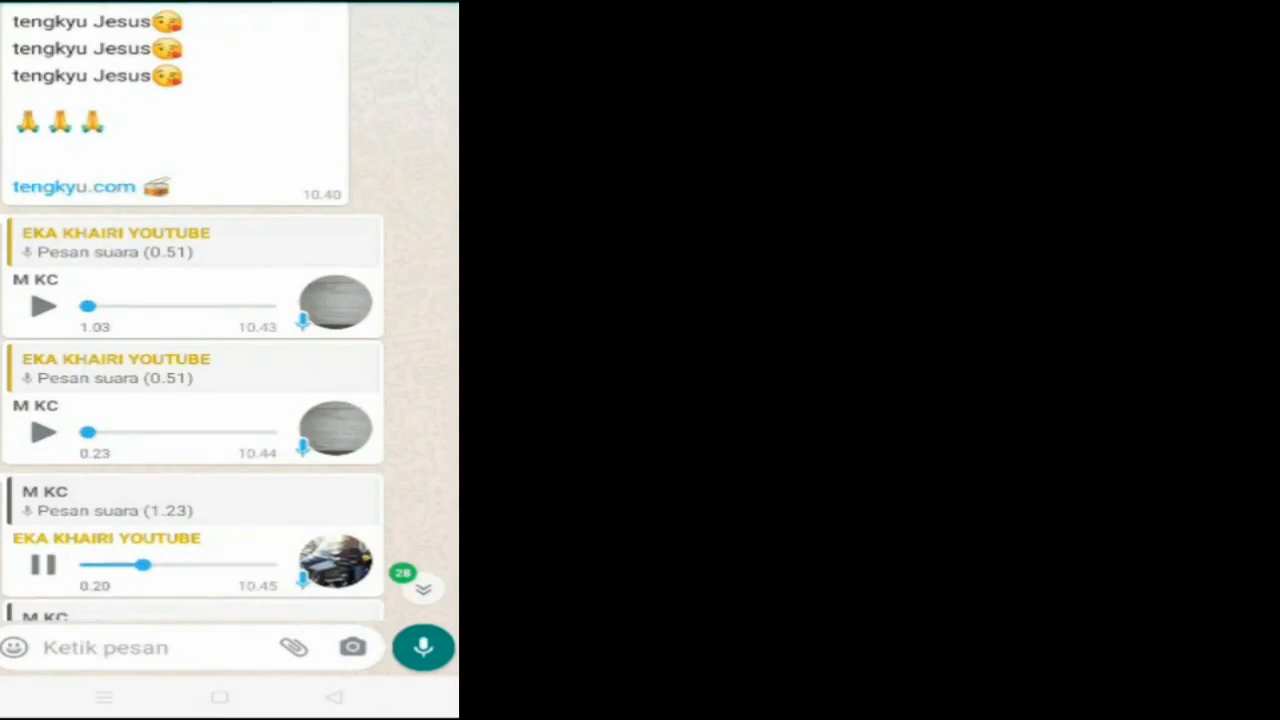 tengkyu Jesus😘
tengkyu Jesus😘
tengkyu Jesus😘
🙏🙏🙏
tengkyu.com 🥁
10.40
EKA KHAIRI YOUTUBE
Pesan suara (0.51)
M KC
1.03 10.43
EKA KHAIRI YOUTUBE
Pesan suara (0.51)
M KC
0.23 10.44
M KC
Pesan suara (1.23)
EKA KHAIRI YOUTUBE
0.20 10.45
28
M KC
Ketik pesan